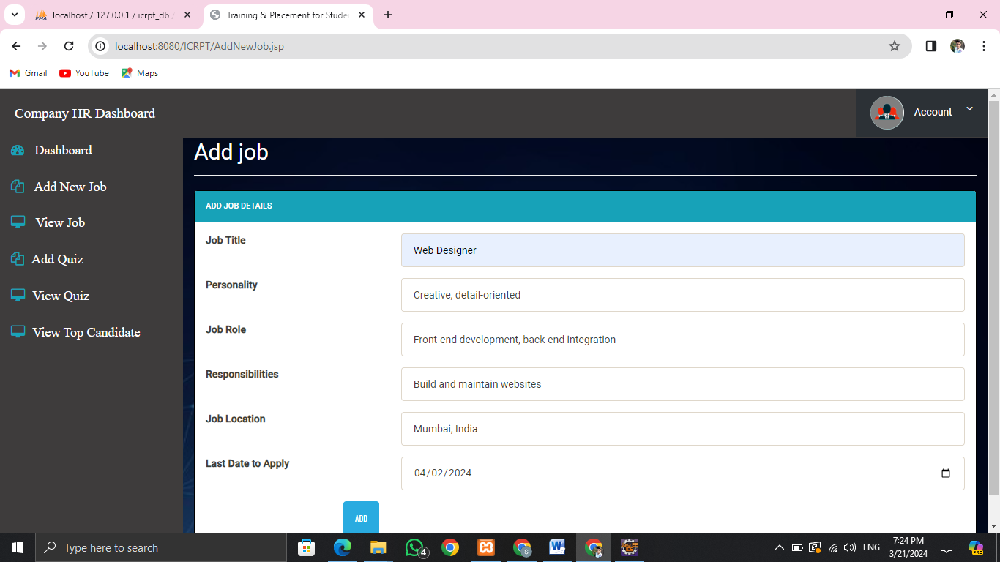 localhost / 127.0.0.1 / icrpt_db /
Training & Placement for Stude
localhost:8080/ICRPT/AddNewJob.jsp
Gmail
YouTube
Maps
Company HR Dashboard
Account
Dashboard
Add New Job
View Job
Add Quiz
View Quiz
View Top Candidate
Add job
ADD JOB DETAILS
Job Title
Web Designer
Personality
Creative, detail-oriented
Job Role
Front-end development, back-end integration
Responsibilities
Build and maintain websites
Job Location
Mumbai, India
Last Date to Apply
04/02/2024
ADD
Type here to search
4
S
W
ENG
7:24 PM
3/21/2024
PRE